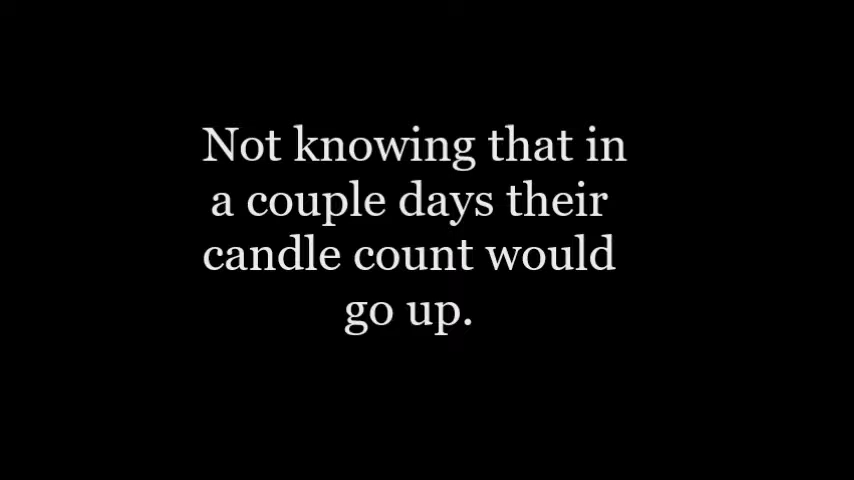 Not knowing that in
a couple days their
candle count would
go up.